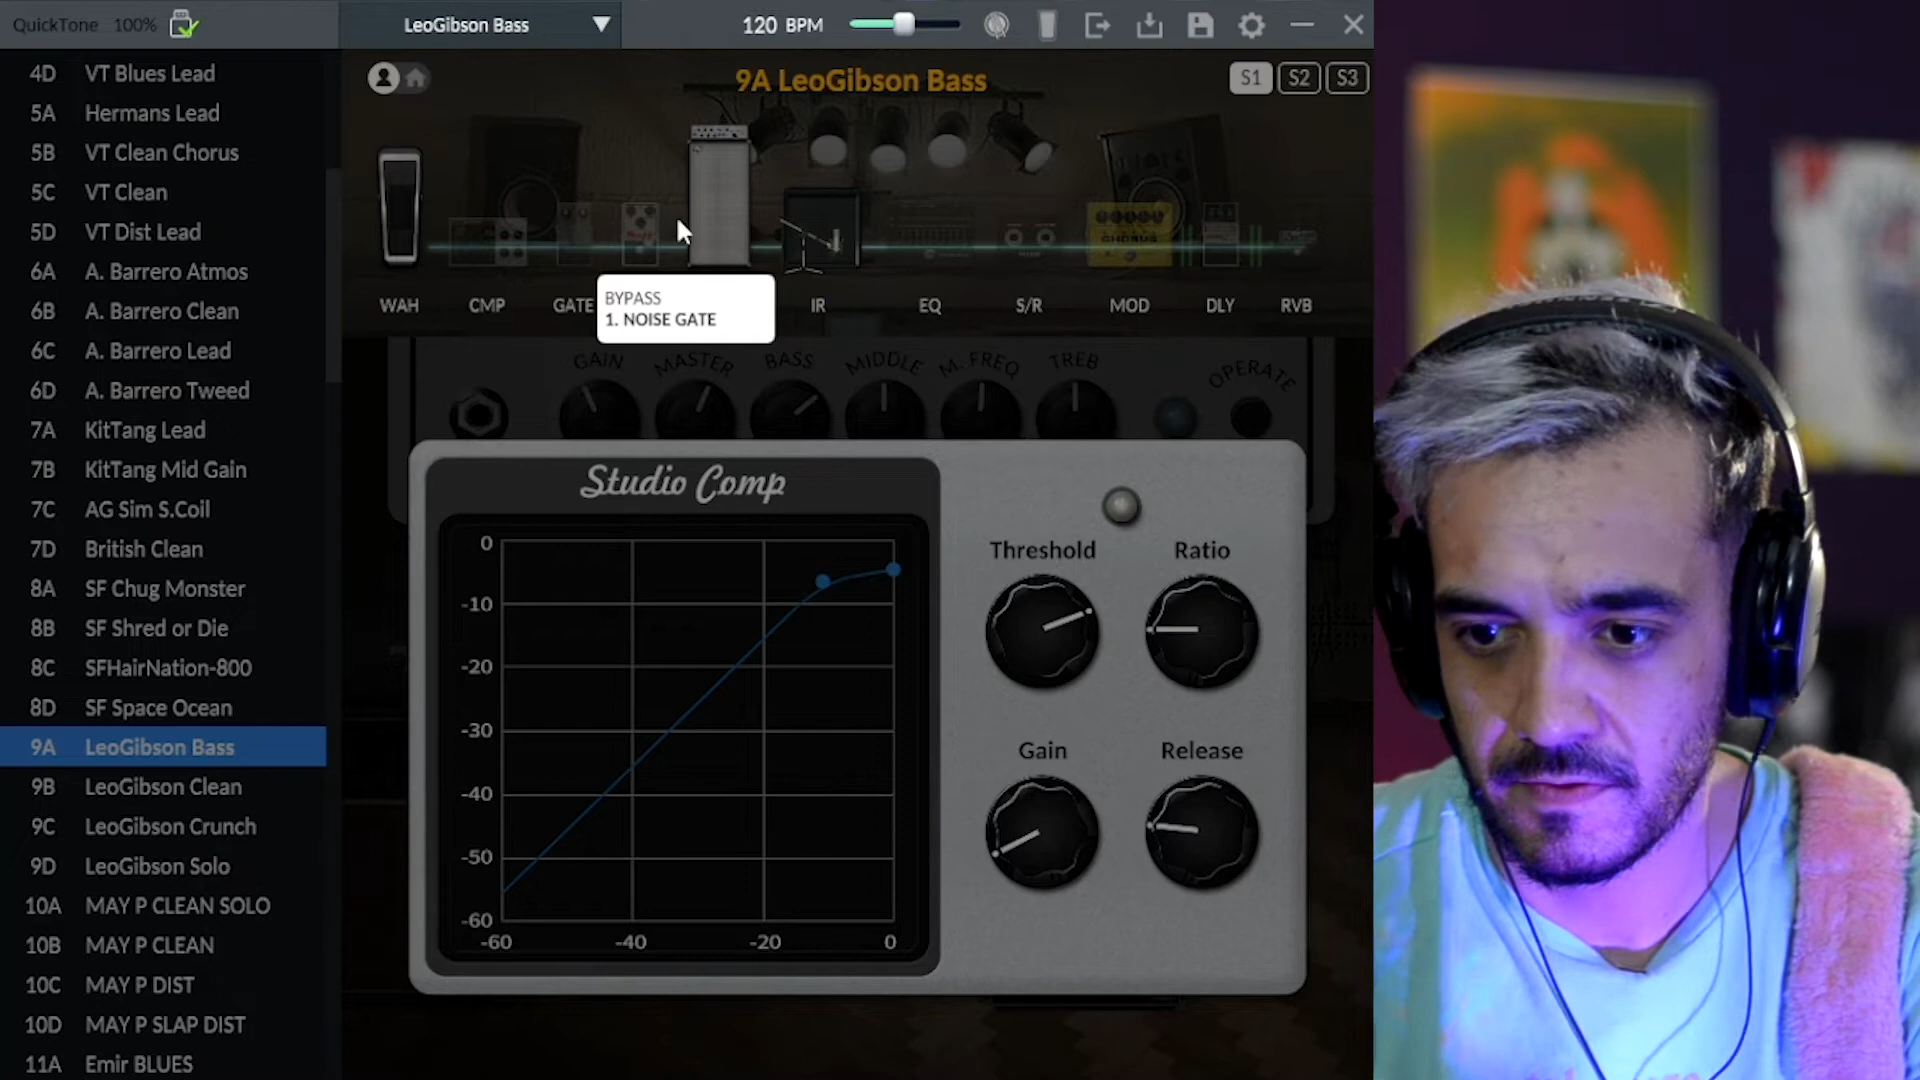 QuickTone 100%
LeoGibson Bass
120 BPM
4D VT Blues Lead
5A Hermans Lead
5B VT Clean Chorus
5C VT Clean
5D VT Dist Lead
6A A. Barrero Atmos
6B A. Barrero Clean
6C A. Barrero Lead
6D A. Barrero Tweed
7A KitTang Lead
7B KitTang Mid Gain
7C AG Sim S.Coil
7D British Clean
8A SF Chug Monster
8B SF Shred or Die
8C SFHairNation-800
8D SF Space Ocean
9A LeoGibson Bass
9B LeoGibson Clean
9C LeoGibson Crunch
9D LeoGibson Solo
10A MAY P CLEAN SOLO
10B MAY P CLEAN
10C MAY P DIST
10D MAY P SLAP DIST
11A Emir BLUES
9A LeoGibson Bass
S1 S2 S3
CHORUS
WAH CMP GATE IR EQ S/R MOD DLY RVB
BYPASS
1. NOISE GATE
GAIN MASTER BASS MIDDLE M. FREQ TREB OPERATE
Studio Comp
0
-10
-20
-30
-40
-50
-60
-60 -40 -20 0
Threshold Ratio
Gain Release